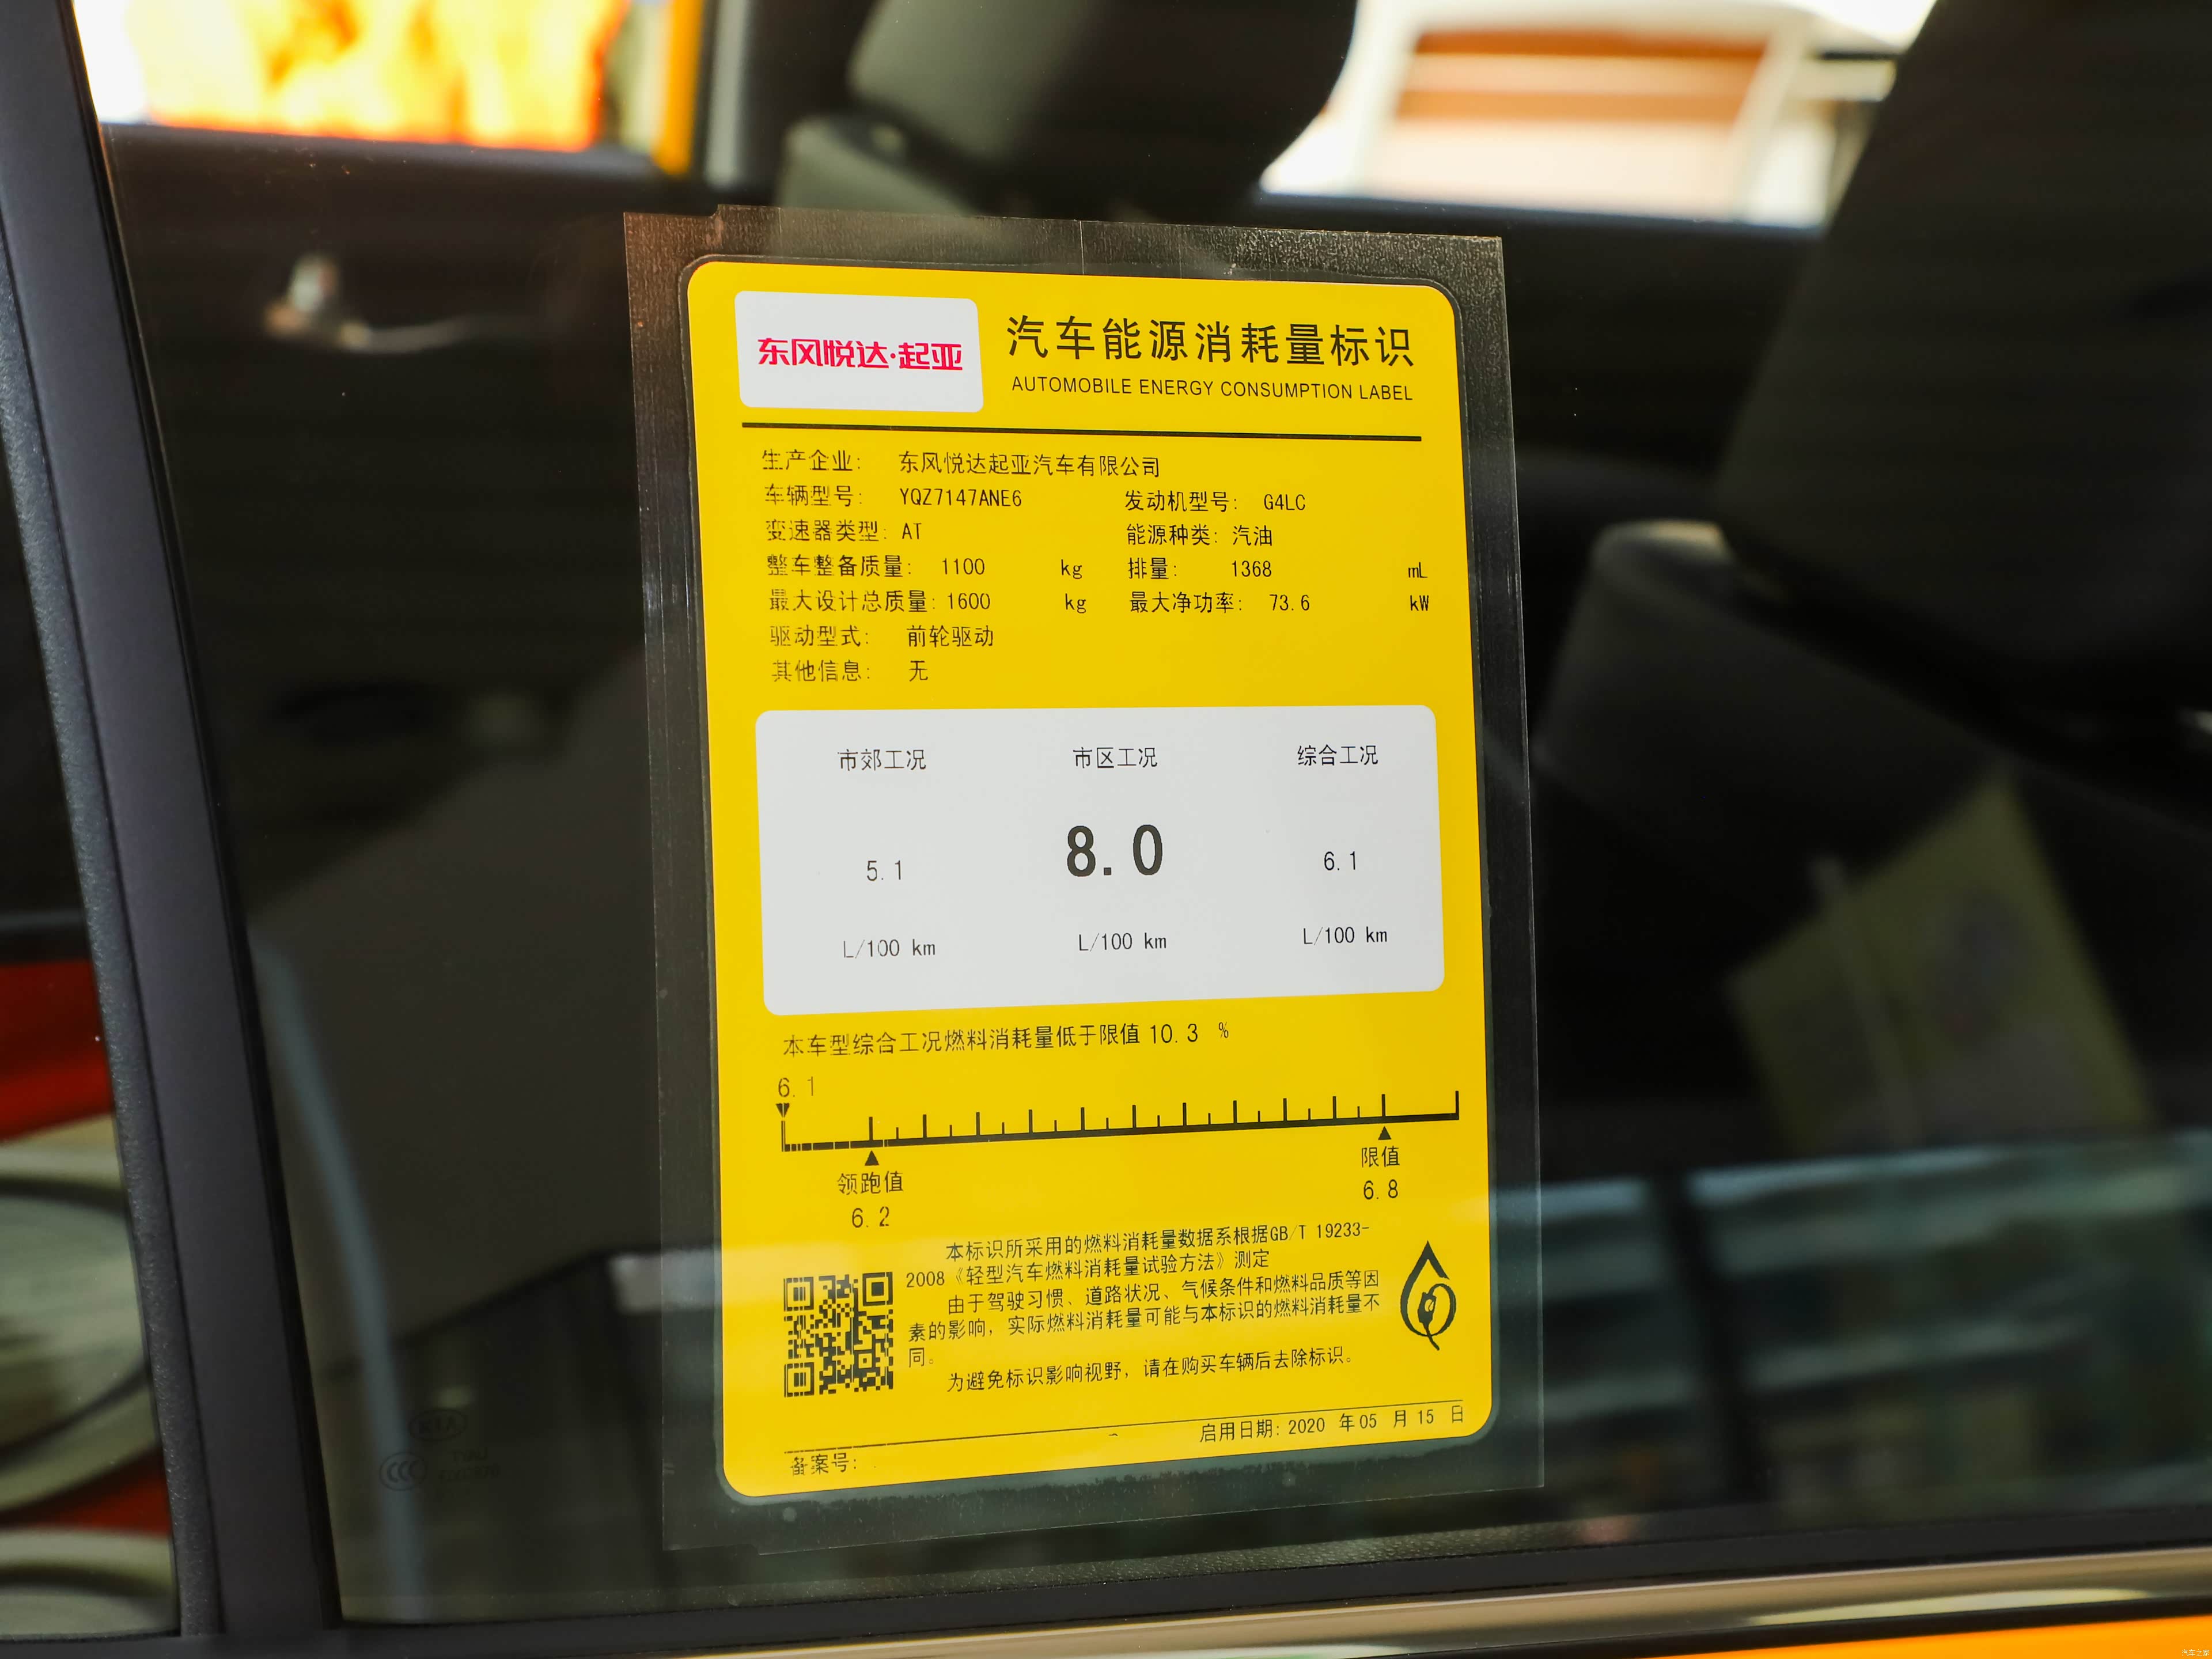 东风悦达·起亚
汽车能源消耗量标识
AUTOMOBILE ENERGY CONSUMPTION LABEL
生产企业: 东风悦达起亚汽车有限公司
车辆型号: YQZ7147ANE6 发动机型号: G4LC
变速器类型: AT 能源种类: 汽油
整车整备质量: 1100 kg 排量: 1368 mL
最大设计总质量: 1600 kg 最大净功率: 73.6 kW
驱动型式: 前轮驱动
其他信息: 无
市郊工况 市区工况 综合工况
5.1 8.0 6.1
L/100 km L/100 km L/100 km
本车型综合工况燃料消耗量低于限值 10.3 %
6.1
领跑值 限值
6.2 6.8
本标识所采用的燃料消耗量数据系根据GB/T 19233-
2008《轻型汽车燃料消耗量试验方法》测定
由于驾驶习惯、道路状况、气候条件和燃料品质等因
素的影响，实际燃料消耗量可能与本标识的燃料消耗量不
同。
为避免标识影响视野，请在购买车辆后去除标识。
备案号: 启用日期: 2020 年05 月15 日
CCC
汽车之家